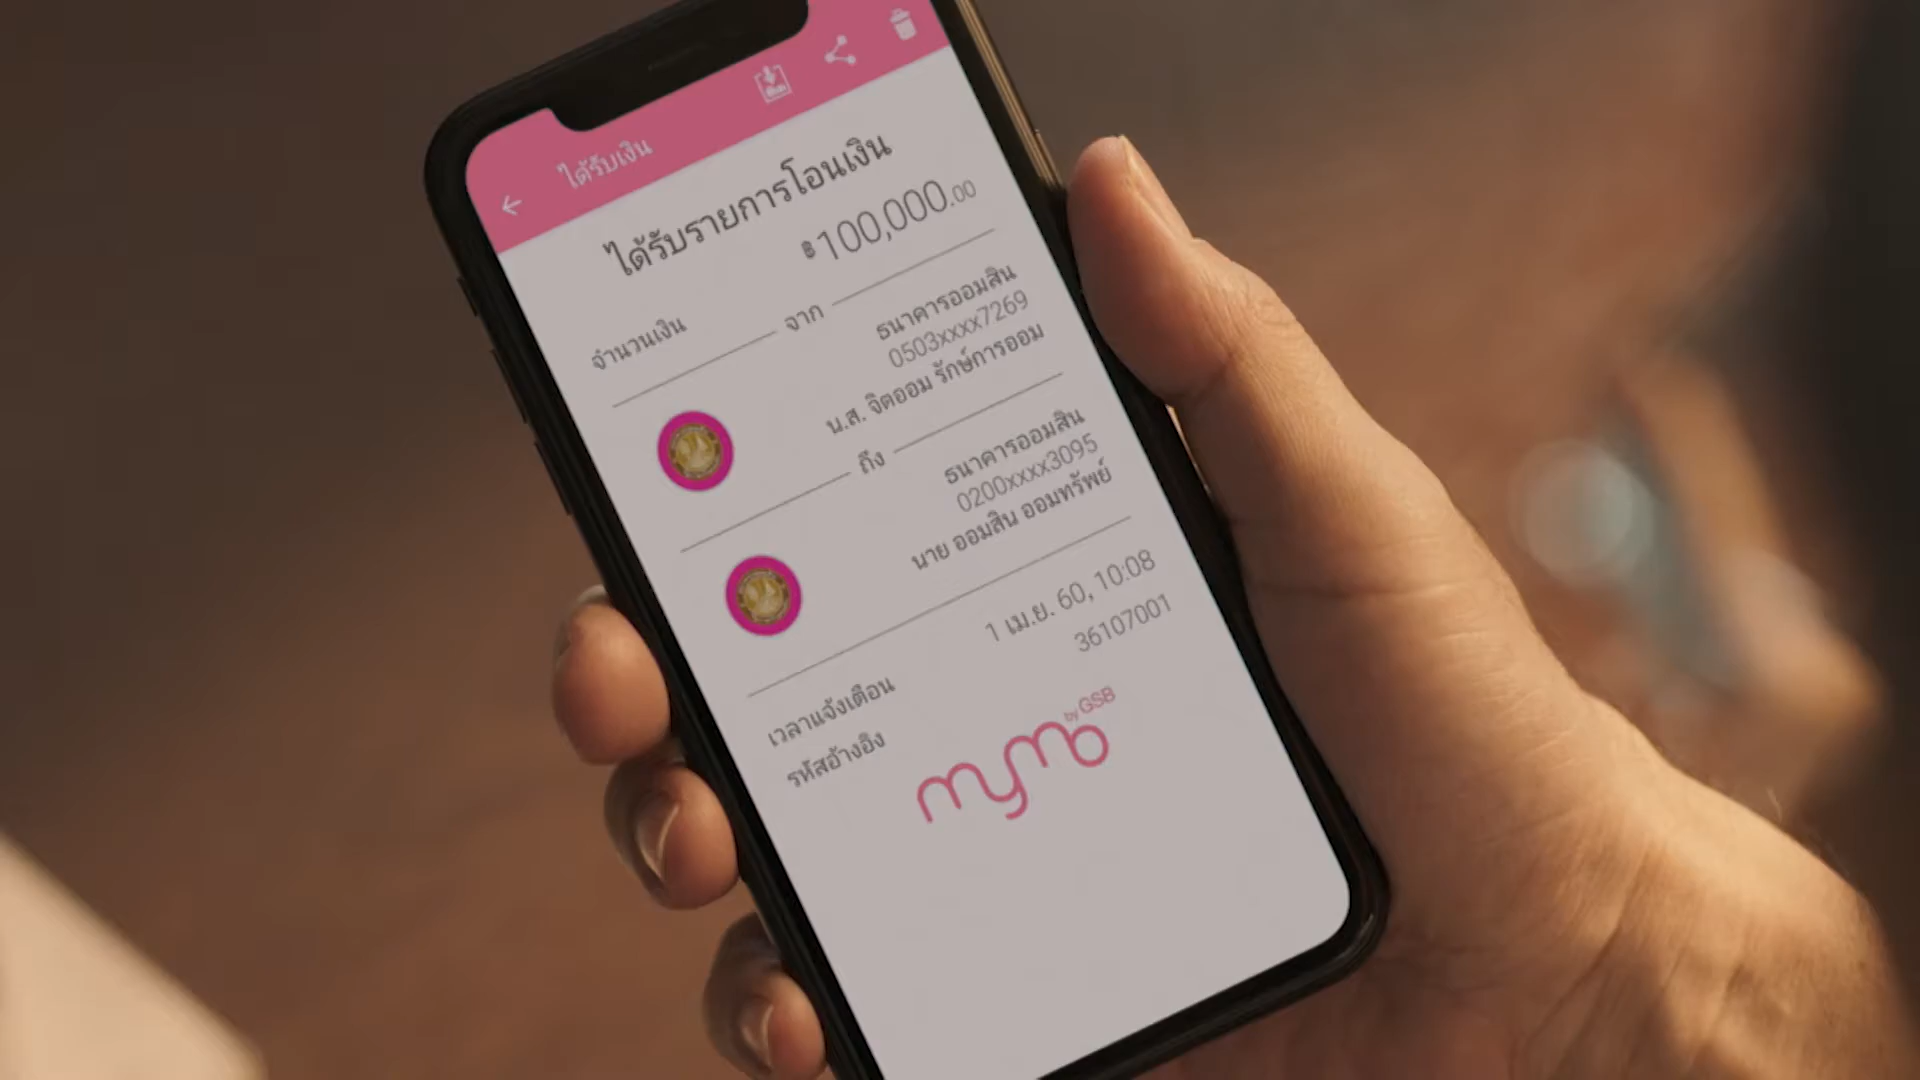 ได้รับเงิน
ได้รับรายการโอนเงิน
จำนวนเงิน ฿100,000.00
จาก
ธนาคารออมสิน
0503xxxx7269
น.ส. จิตออม รักษ์การออม
ถึง
ธนาคารออมสิน
0200xxxx3095
นาย ออมสิน ออมทรัพย์
เวลาแจ้งเตือน 1 เม.ย. 60, 10:08
รหัสอ้างอิง 36107001
mymo by GSB